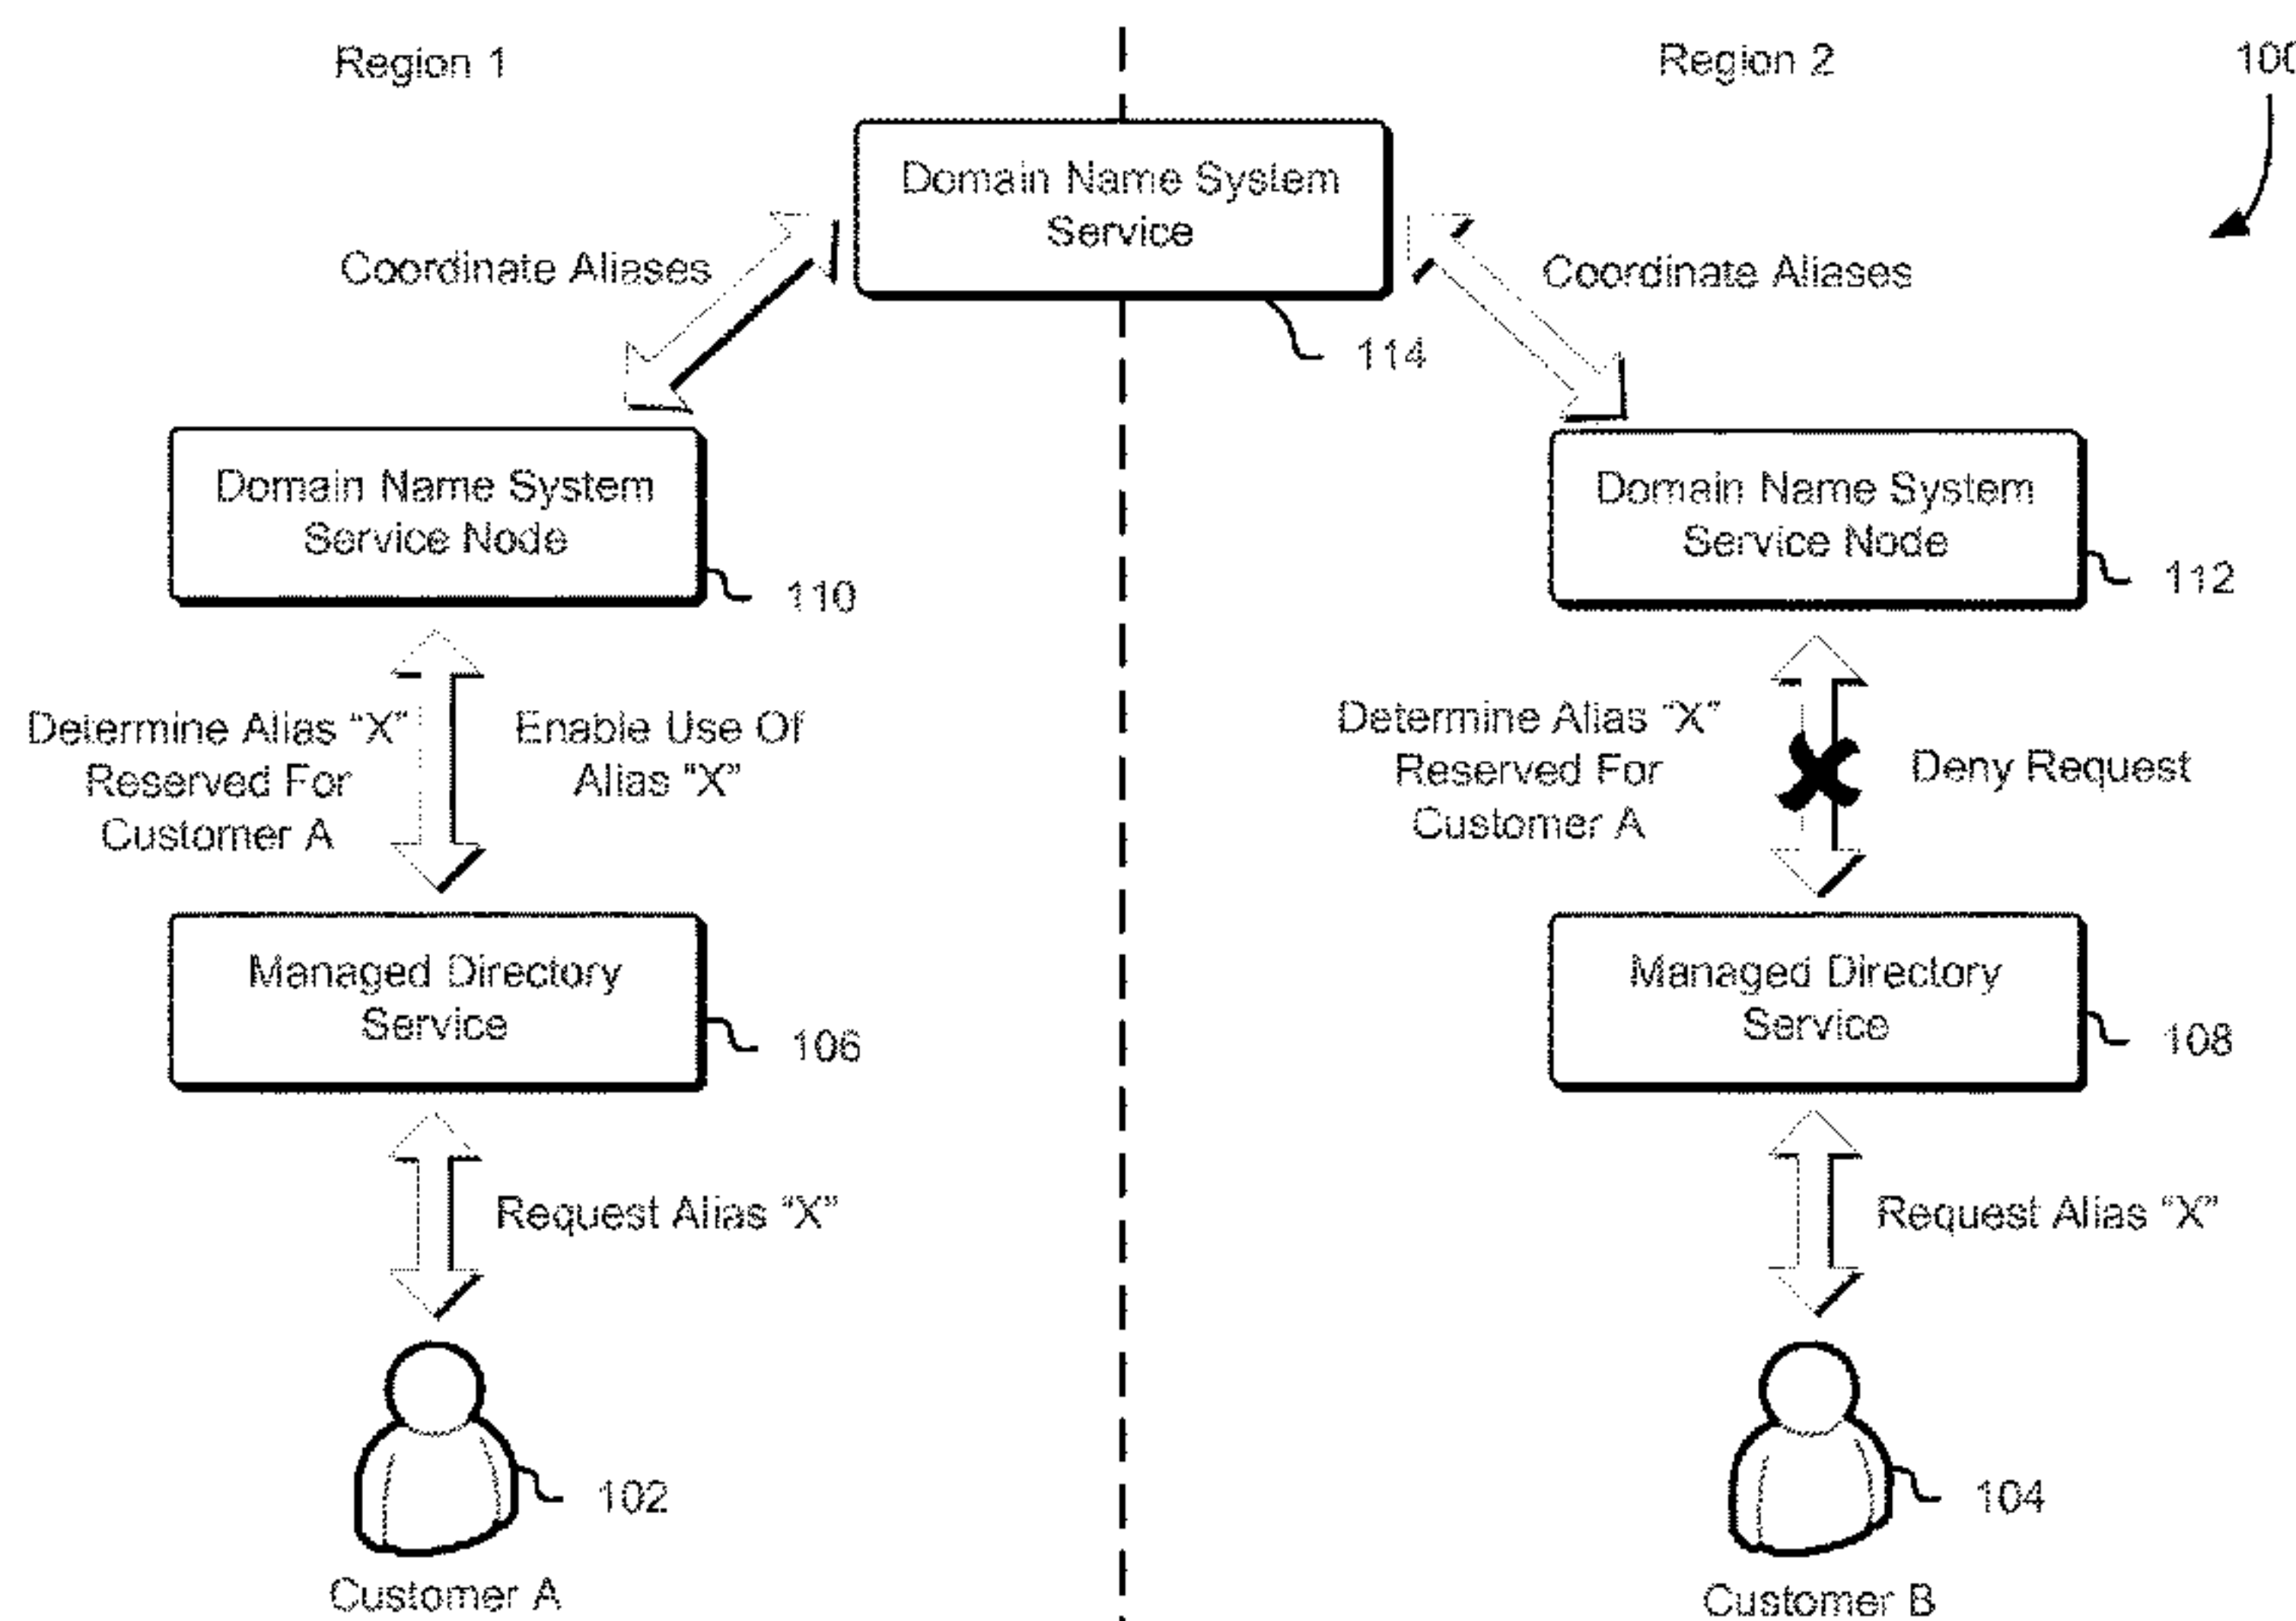 Region 1
Region 2
100
Domain Name System
Service
114
Coordinate Aliases
Coordinate Aliases
Domain Name System
Service Node
110
Domain Name System
Service Node
112
Determine Alias "X"
Reserved For
Customer A
Enable Use Of
Alias "X"
Determine Alias "X"
Reserved For
Customer A
Deny Request
Managed Directory
Service
106
Managed Directory
Service
108
Request Alias "X"
Request Alias "X"
102
Customer A
104
Customer B